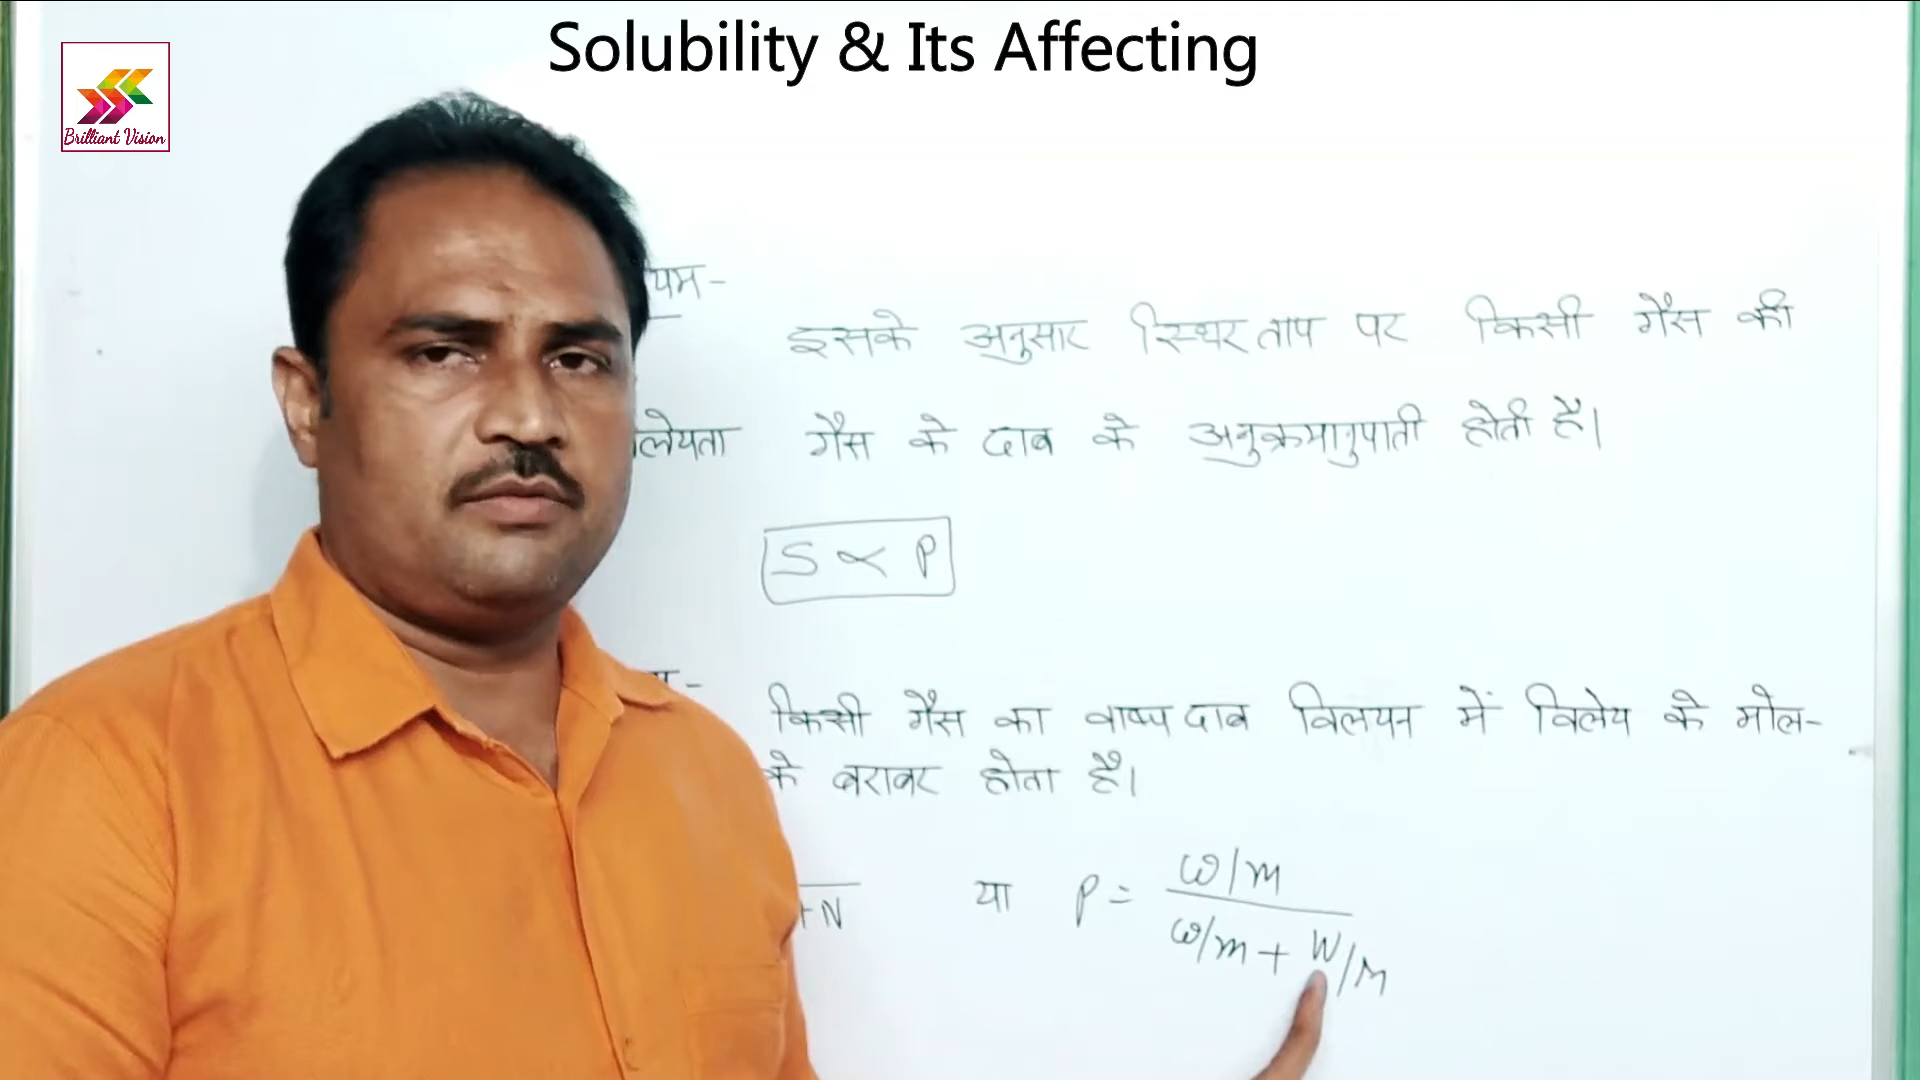 Solubility & Its Affecting
Brilliant Vision
यम-
इसके अनुसार स्थिर ताप पर किसी गैस की
लेयता गैस के दाब के अनुक्रमानुपाती होती है।
S ∝ P
किसी गैस का वाष्प दाब विलयन में विलेय के मोल-
के बराबर होता है।
+N या P = w/m
w/m + W/M